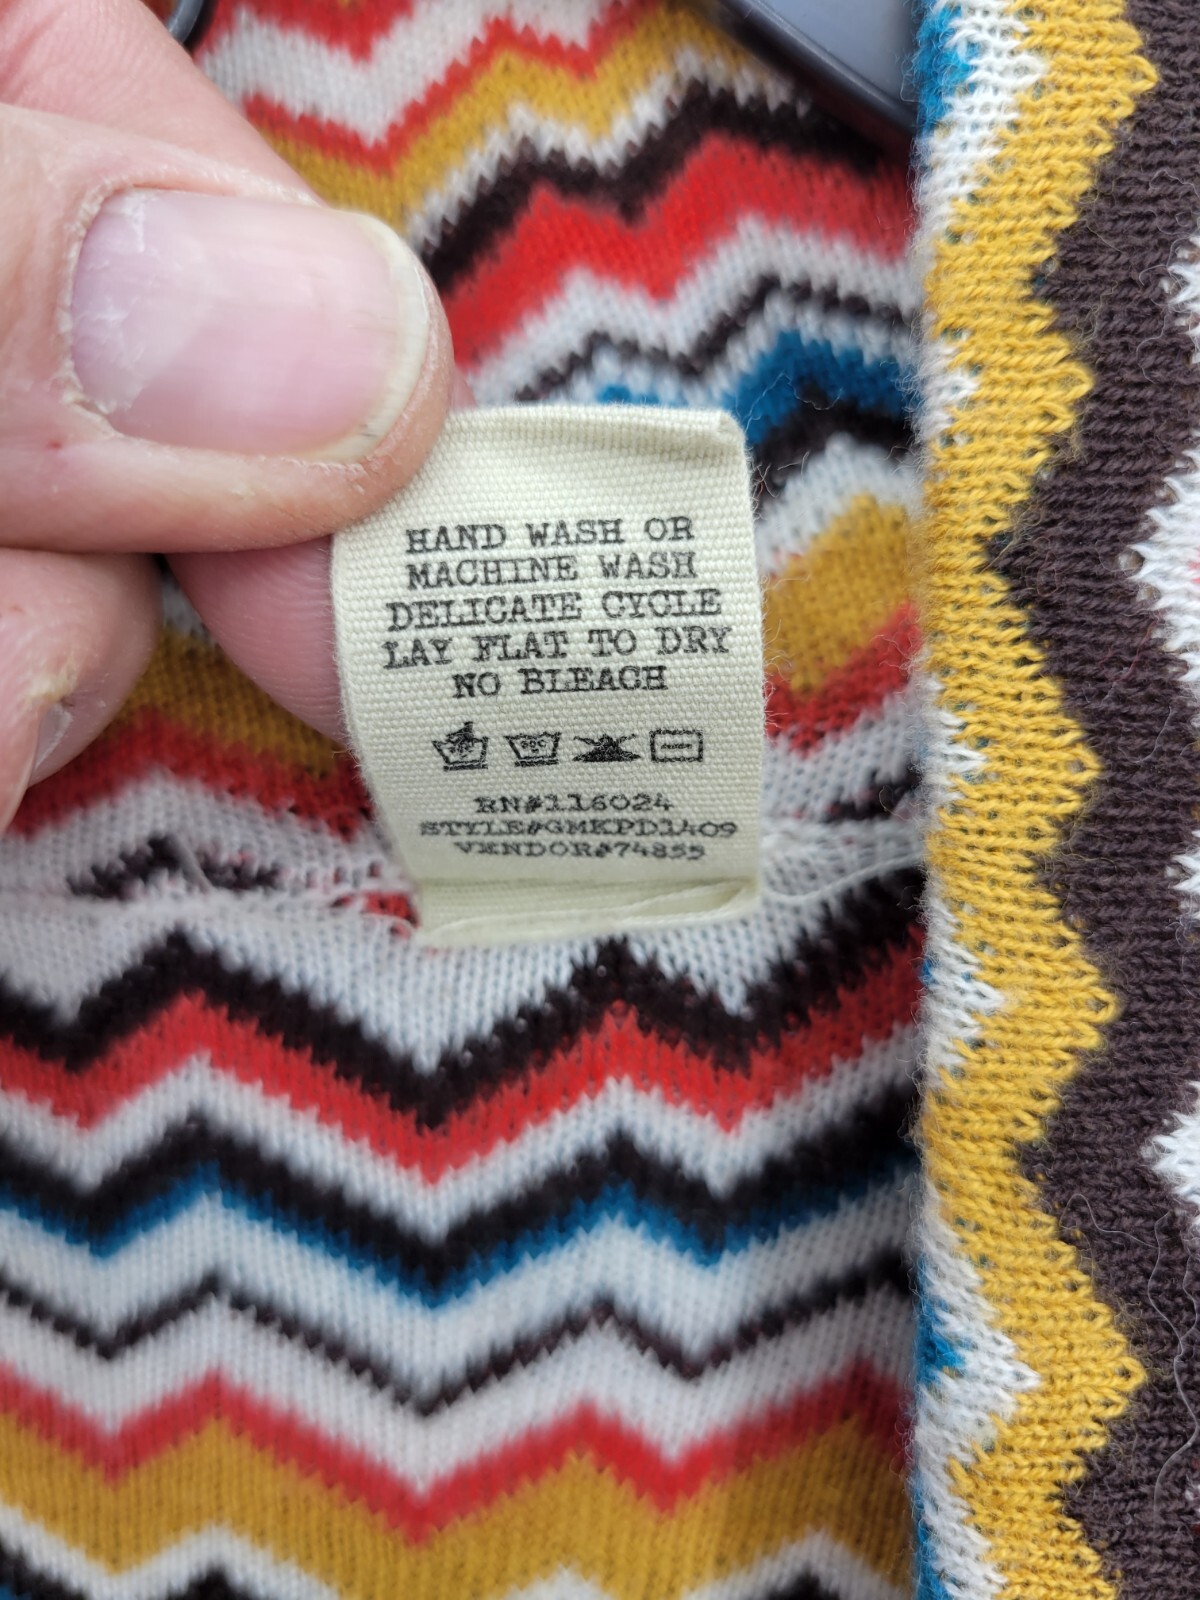 HAND WASH OR
MACHINE WASH
DELICATE CYCLE
LAY FLAT TO DRY
NO BLEACH
RN#116024
STYLE#GMKPD1409
VENDOR#74855